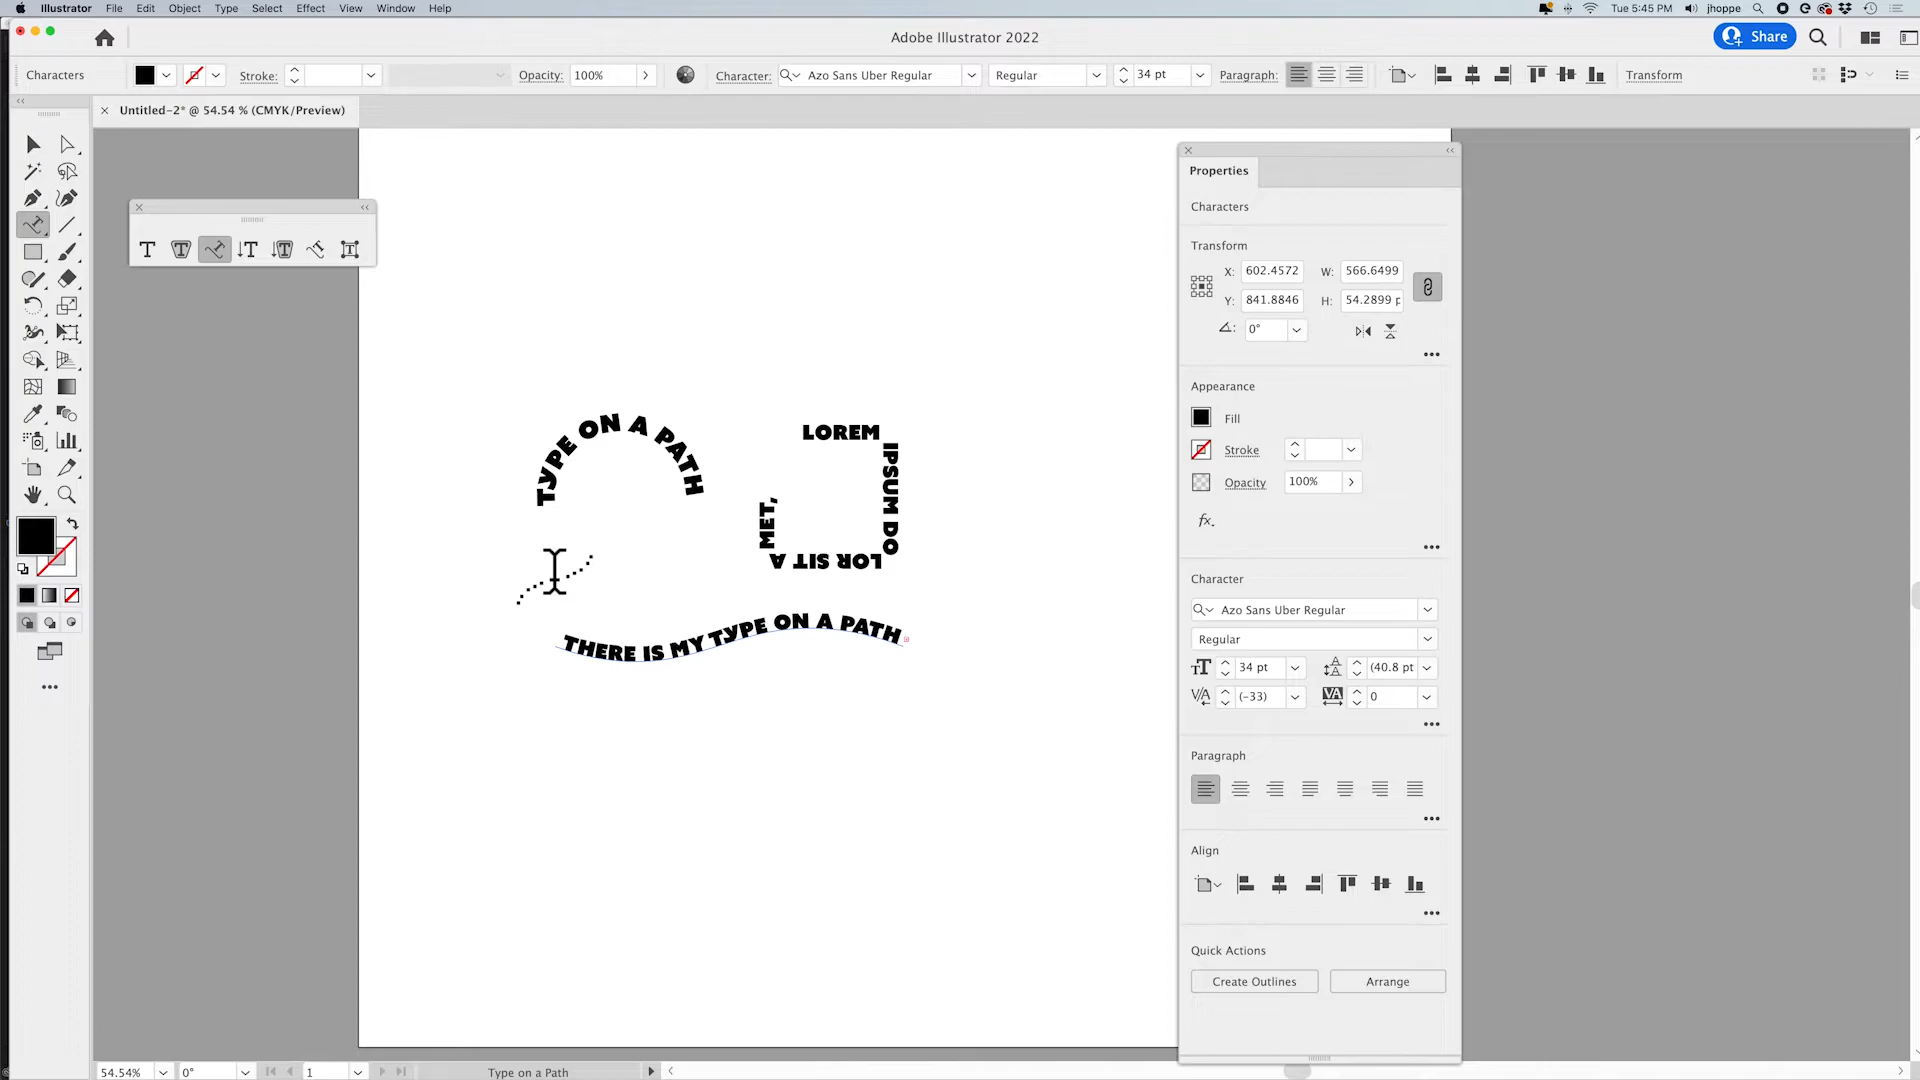 Illustrator File Edit Object Type Select Effect View Window Help
Tue 5:45 PM jhoppe
Adobe Illustrator 2022
Share
Characters Stroke: Opacity: 100% Character: Azo Sans Uber Regular Regular 34 pt Paragraph: Transform
Untitled-2* @ 54.54 % (CMYK/Preview)
Properties
Characters
Transform
X: 602.4572 W: 566.6499
Y: 841.8846 H: 54.2899 p
0°
Appearance
Fill
Stroke
Opacity 100%
fx.
Character
Azo Sans Uber Regular
Regular
34 pt (40.8 pt
(-33) 0
Paragraph
Align
Quick Actions
Create Outlines Arrange
TYPE ON A PATH
LOREM
IPSUM DO
LOR SIT A
MET,
THERE IS MY TYPE ON A PATH
54.54% 0° 1 Type on a Path